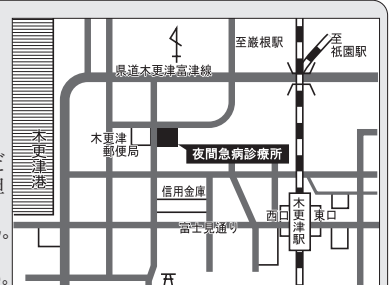 至巌根駅
至
祇園駅
県道木更津富津線
木更津港
木更津
郵便局
夜間急病診療所
信用金庫
富士見通り
西口
木更津駅
東口